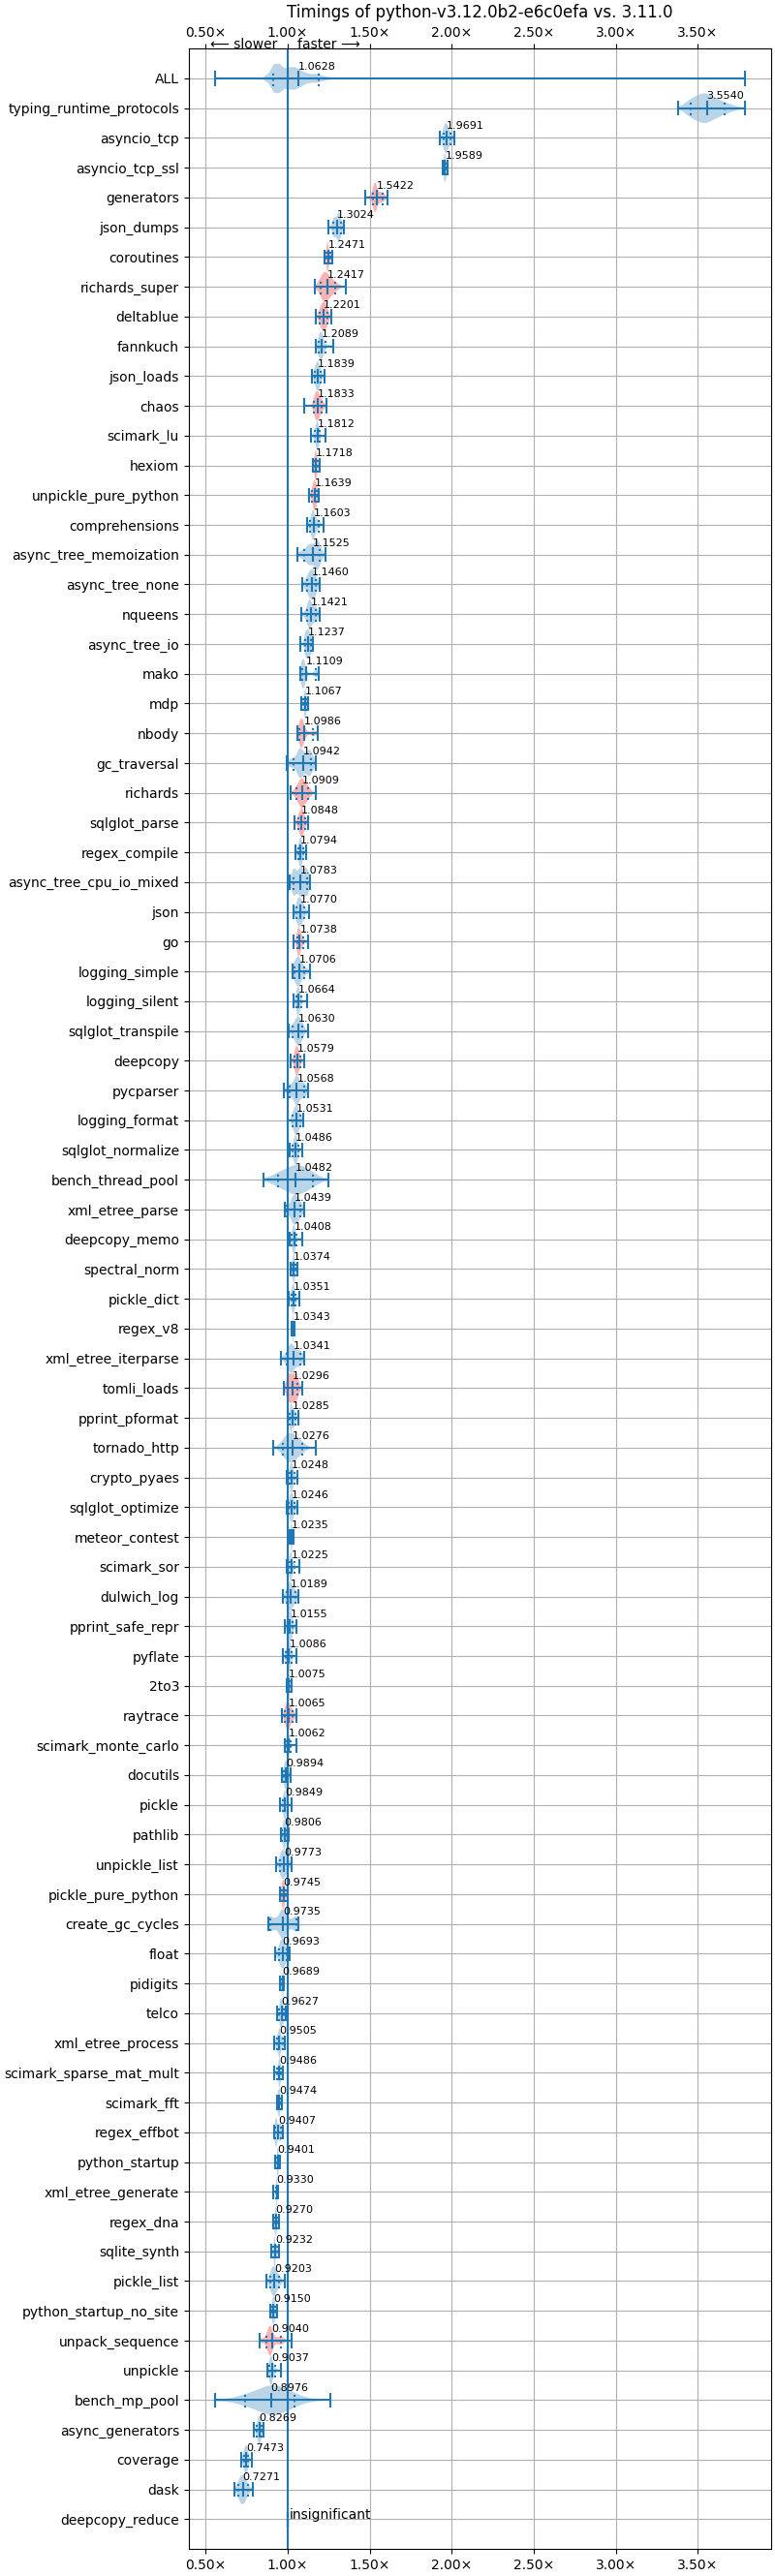 Timings of python-v3.12.0b2-e6c0efa vs. 3.11.0
0.50× 1.00× 1.50× 2.00× 2.50× 3.00× 3.50×
⟵ slower faster ⟶
ALL 1.0628
typing_runtime_protocols 3.5540
asyncio_tcp 1.9691
asyncio_tcp_ssl 1.9589
generators 1.5422
json_dumps 1.3024
coroutines 1.2471
richards_super 1.2417
deltablue 1.2201
fannkuch 1.2089
json_loads 1.1839
chaos 1.1833
scimark_lu 1.1812
hexiom 1.1718
unpickle_pure_python 1.1639
comprehensions 1.1603
async_tree_memoization 1.1525
async_tree_none 1.1460
nqueens 1.1421
async_tree_io 1.1237
mako 1.1109
mdp 1.1067
nbody 1.0986
gc_traversal 1.0942
richards 1.0909
sqlglot_parse 1.0848
regex_compile 1.0794
async_tree_cpu_io_mixed 1.0783
json 1.0770
go 1.0738
logging_simple 1.0706
logging_silent 1.0664
sqlglot_transpile 1.0630
deepcopy 1.0579
pycparser 1.0568
logging_format 1.0531
sqlglot_normalize 1.0486
bench_thread_pool 1.0482
xml_etree_parse 1.0439
deepcopy_memo 1.0408
spectral_norm 1.0374
pickle_dict 1.0351
regex_v8 1.0343
xml_etree_iterparse 1.0341
tomli_loads 1.0296
pprint_pformat 1.0285
tornado_http 1.0276
crypto_pyaes 1.0248
sqlglot_optimize 1.0246
meteor_contest 1.0235
scimark_sor 1.0225
dulwich_log 1.0189
pprint_safe_repr 1.0155
pyflate 1.0086
2to3 1.0075
raytrace 1.0065
scimark_monte_carlo 1.0062
docutils 0.9894
pickle 0.9849
pathlib 0.9806
unpickle_list 0.9773
pickle_pure_python 0.9745
create_gc_cycles 0.9735
float 0.9693
pidigits 0.9689
telco 0.9627
xml_etree_process 0.9505
scimark_sparse_mat_mult 0.9486
scimark_fft 0.9474
regex_effbot 0.9407
python_startup 0.9401
xml_etree_generate 0.9330
regex_dna 0.9270
sqlite_synth 0.9232
pickle_list 0.9203
python_startup_no_site 0.9150
unpack_sequence 0.9040
unpickle 0.9037
bench_mp_pool 0.8976
async_generators 0.8269
coverage 0.7473
dask 0.7271
deepcopy_reduce insignificant
0.50× 1.00× 1.50× 2.00× 2.50× 3.00× 3.50×